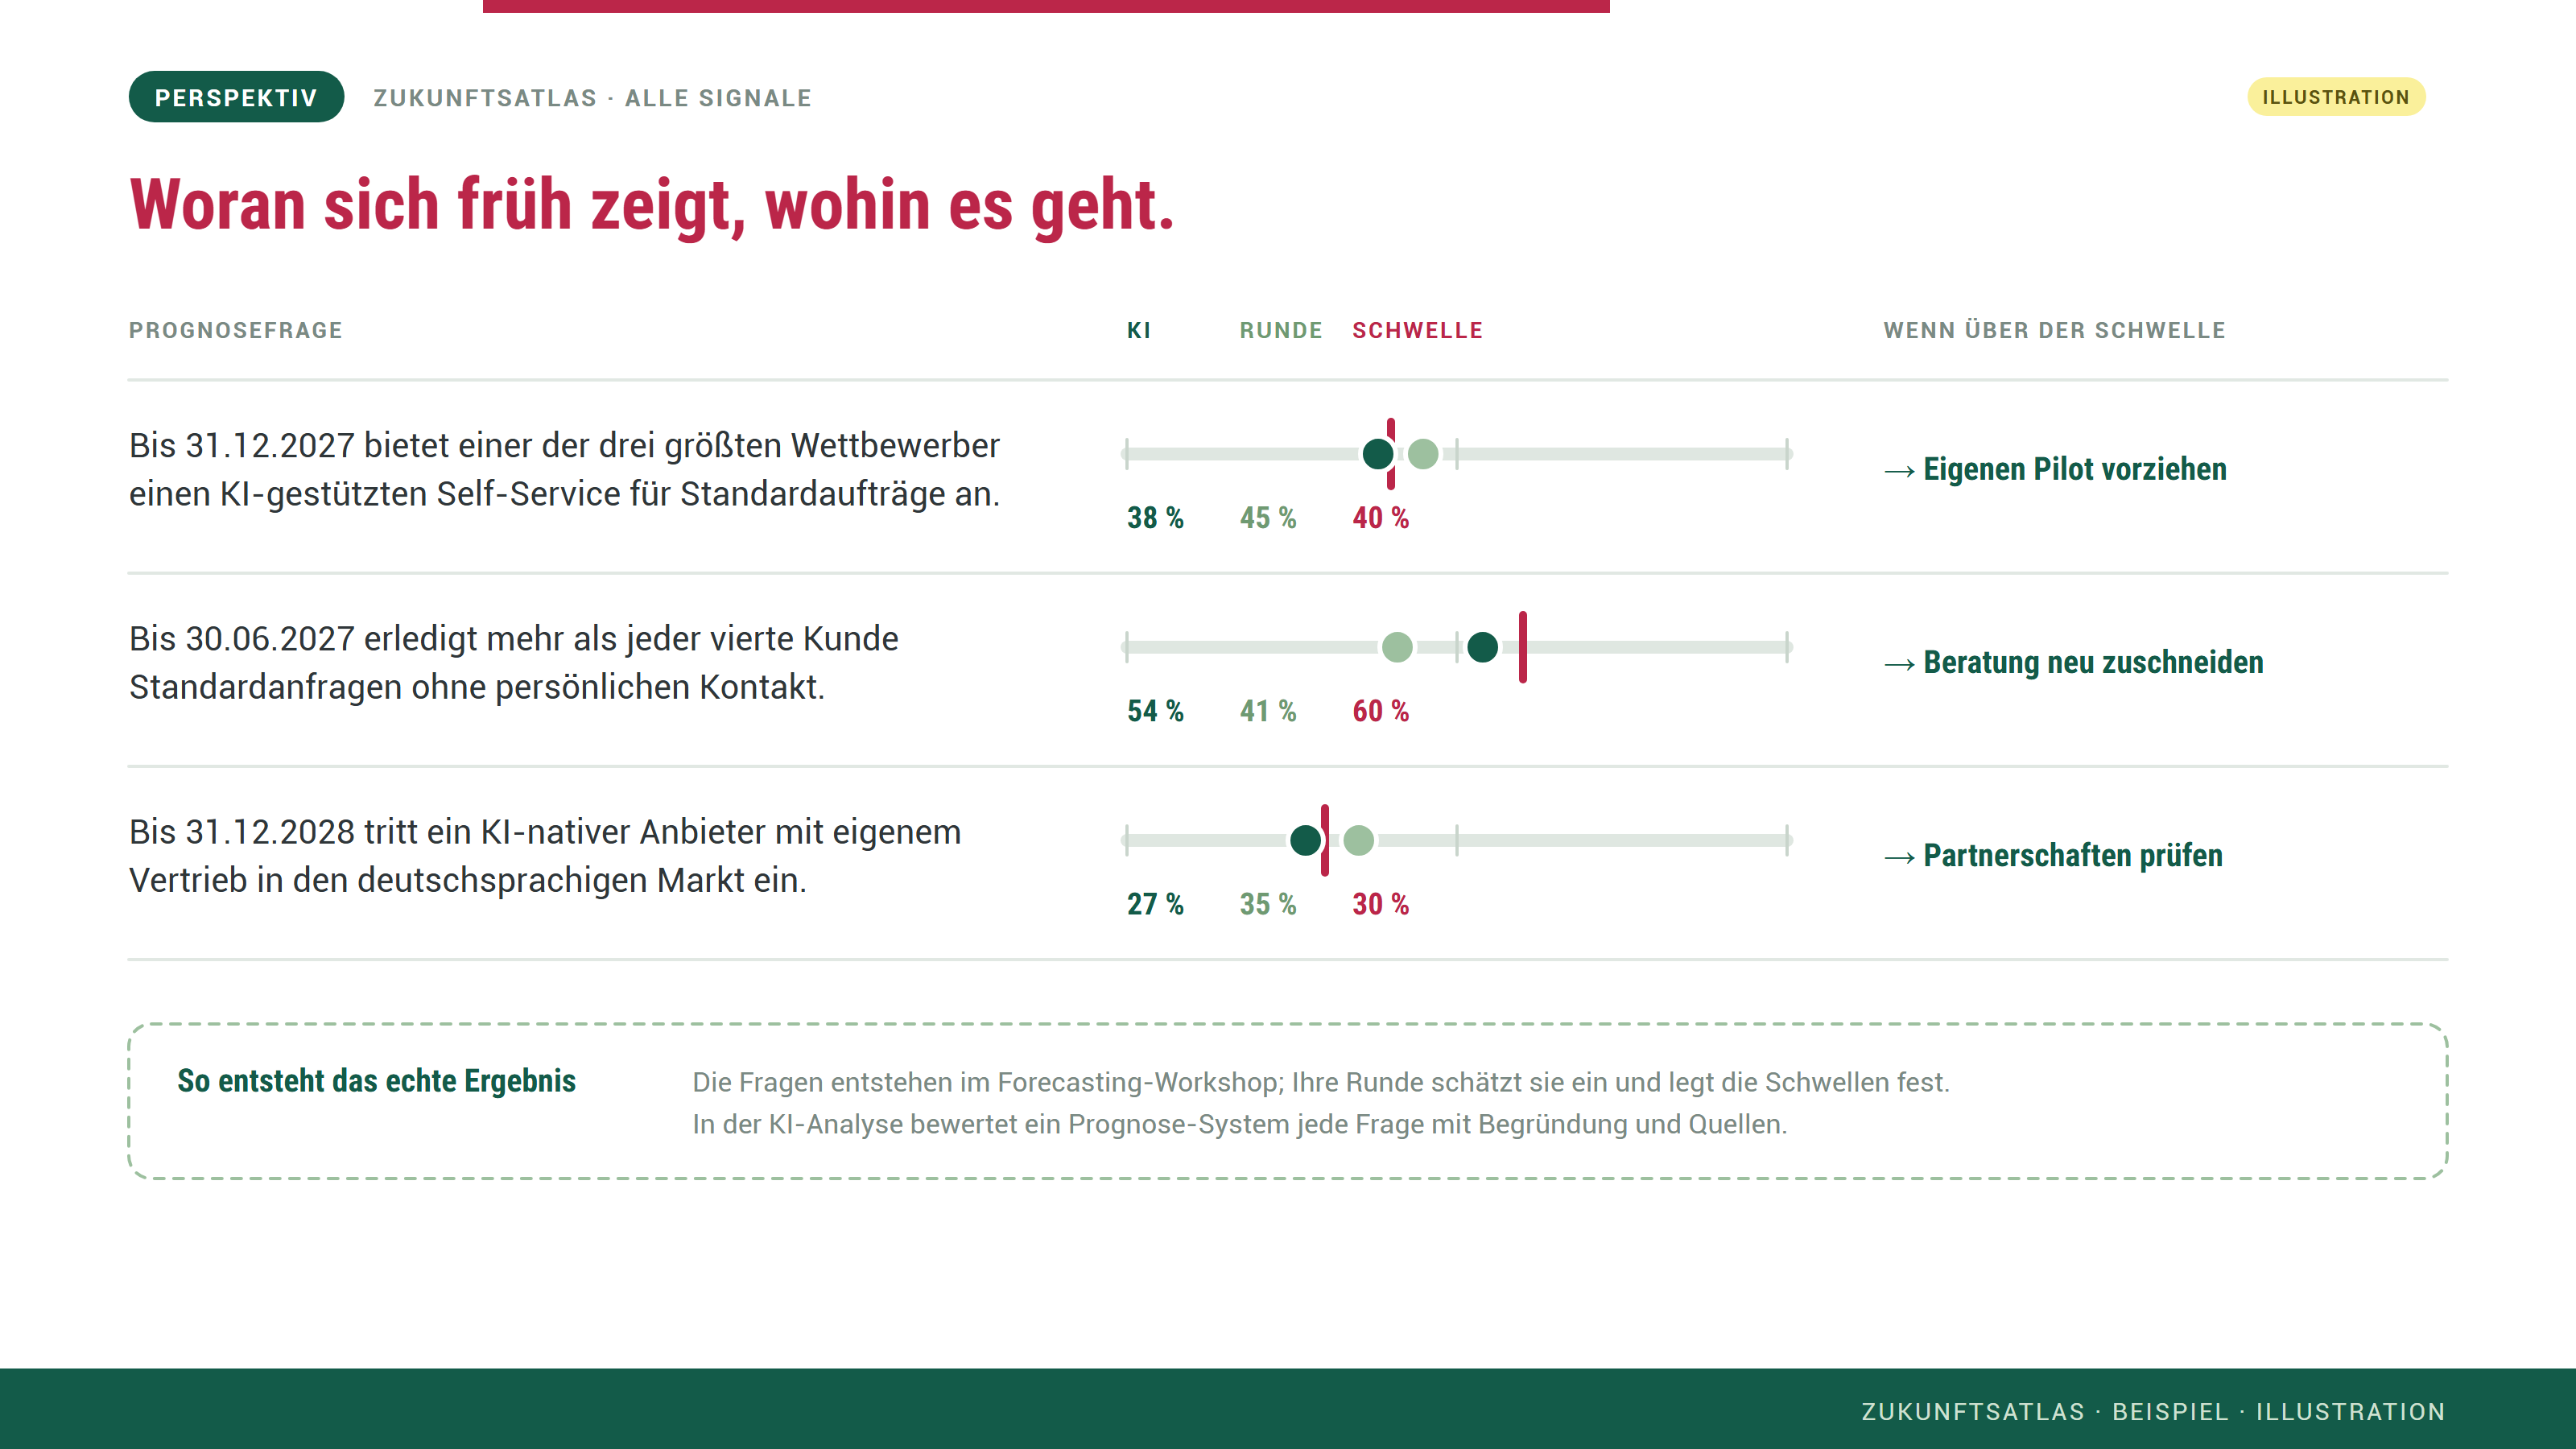 PERSPEKTIV
ZUKUNFTSATLAS · ALLE SIGNALE
ILLUSTRATION
Woran sich früh zeigt, wohin es geht.
PROGNOSEFRAGE
KI
RUNDE
SCHWELLE
WENN ÜBER DER SCHWELLE
Bis 31.12.2027 bietet einer der drei größten Wettbewerber
einen KI-gestützten Self-Service für Standardaufträge an.
38 %
45 %
40 %
→ Eigenen Pilot vorziehen
Bis 30.06.2027 erledigt mehr als jeder vierte Kunde
Standardanfragen ohne persönlichen Kontakt.
54 %
41 %
60 %
→ Beratung neu zuschneiden
Bis 31.12.2028 tritt ein KI-nativer Anbieter mit eigenem
Vertrieb in den deutschsprachigen Markt ein.
27 %
35 %
30 %
→ Partnerschaften prüfen
So entsteht das echte Ergebnis
Die Fragen entstehen im Forecasting-Workshop; Ihre Runde schätzt sie ein und legt die Schwellen fest.
In der KI-Analyse bewertet ein Prognose-System jede Frage mit Begründung und Quellen.
ZUKUNFTSATLAS · BEISPIEL · ILLUSTRATION